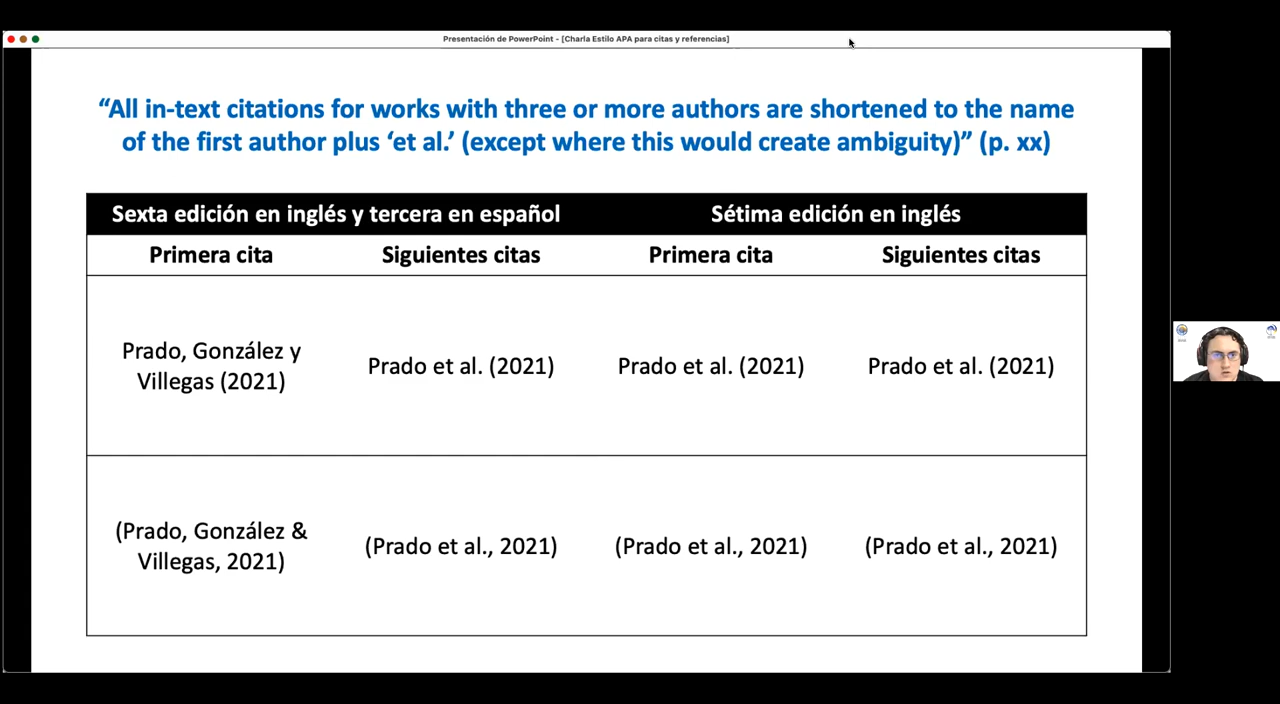 Presentación de PowerPoint - [Charla Estilo APA para citas y referencias]
“All in-text citations for works with three or more authors are shortened to the name
of the first author plus ‘et al.’ (except where this would create ambiguity)” (p. xx)
Sexta edición en inglés y tercera en español
Sétima edición en inglés
Primera cita
Siguientes citas
Primera cita
Siguientes citas
Prado, González y
Villegas (2021)
Prado et al. (2021)
Prado et al. (2021)
Prado et al. (2021)
(Prado, González &
Villegas, 2021)
(Prado et al., 2021)
(Prado et al., 2021)
(Prado et al., 2021)